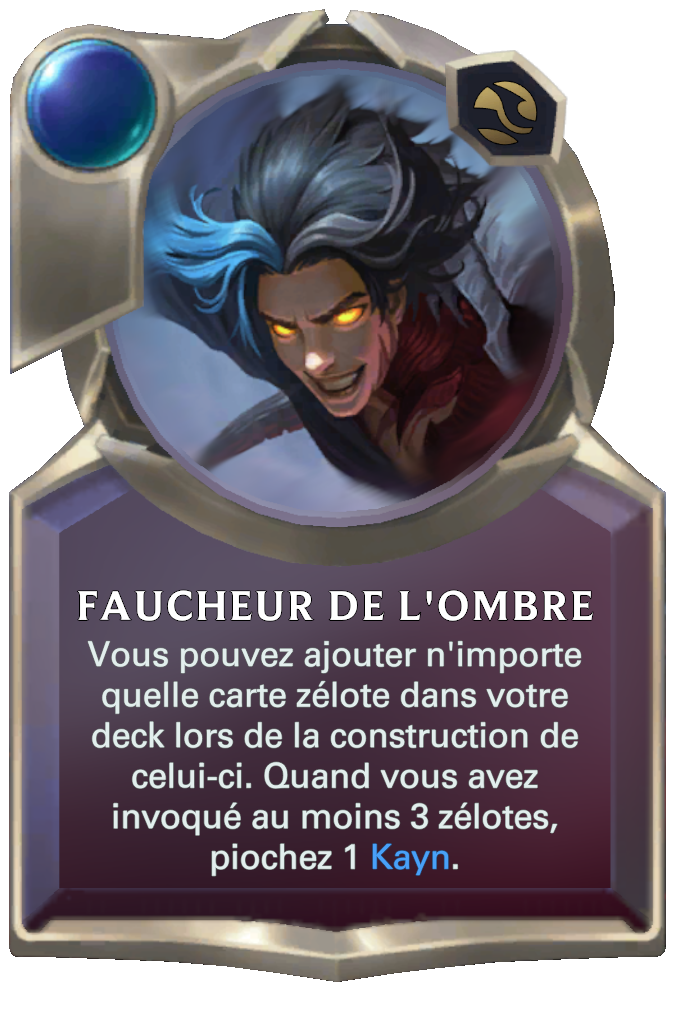 FAUCHEUR DE L'OMBRE
Vous pouvez ajouter n'importe
quelle carte zélote dans votre
deck lors de la construction de
celui-ci. Quand vous avez
invoqué au moins 3 zélotes,
piochez 1 Kayn.